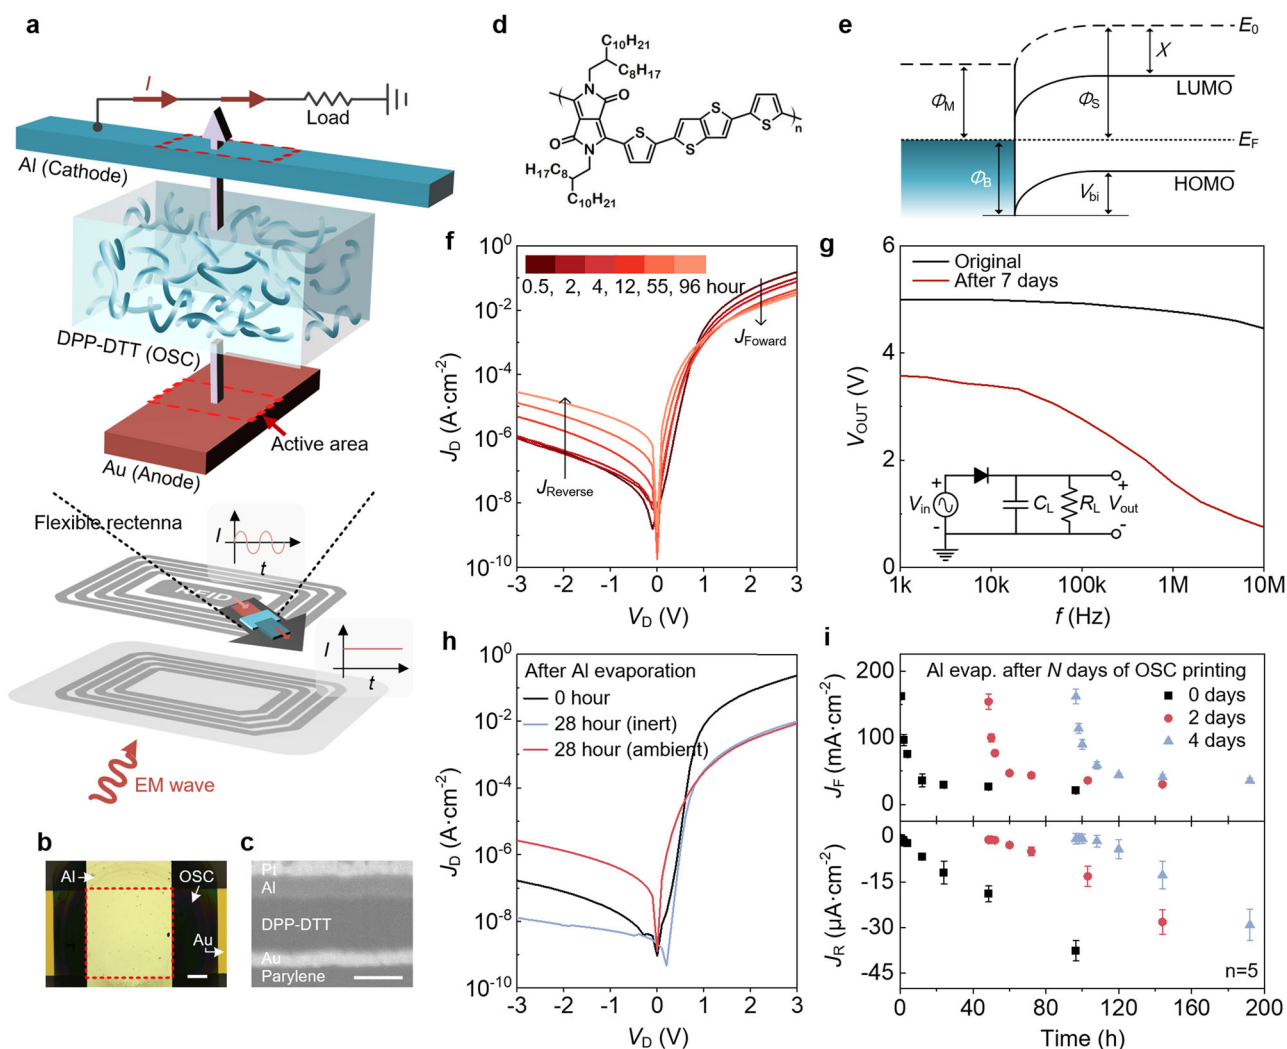 a
I
Load
Al (Cathode)
DPP-DTT (OSC)
Active area
Au (Anode)
Flexible rectenna
I
t
RFID
I
t
EM wave
b
Al
OSC
Au
c
Pt
Al
DPP-DTT
Au
Parylene
d
C10H21
C8H17
N
O
O
N
S
S
S
S
n
H17C8
C10H21
e
E0
X
LUMO
ΦM
ΦS
EF
ΦB
Vbi
HOMO
f
10^0
10^-2
10^-4
10^-6
10^-8
10^-10
JD (A·cm-2)
0.5, 2, 4, 12, 55, 96 hour
JFoward
JReverse
-3 -2 -1 0 1 2 3
VD (V)
g
6
4
2
0
VOUT (V)
Original
After 7 days
Vin
+
-
CL
RL
Vout
+
-
1k 10k 100k 1M 10M
f (Hz)
h
10^0
10^-2
10^-4
10^-6
10^-8
10^-10
JD (A·cm-2)
After Al evaporation
0 hour
28 hour (inert)
28 hour (ambient)
-3 -2 -1 0 1 2 3
VD (V)
i
200
100
0
JF (mA·cm-2)
Al evap. after N days of OSC printing
0 days
2 days
4 days
0
-15
-30
-45
JR (μA·cm-2)
n=5
0 40 80 120 160 200
Time (h)